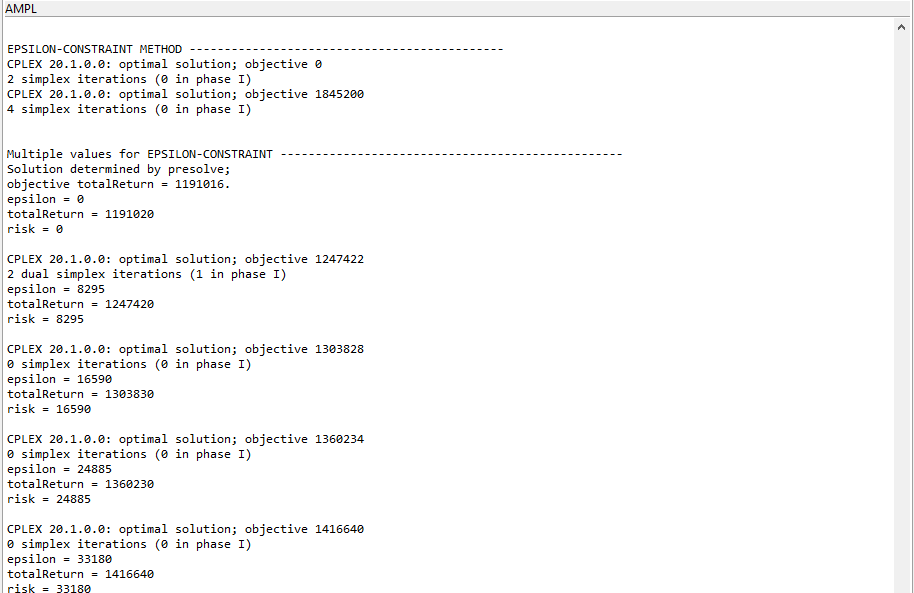 AMPL
EPSILON-CONSTRAINT METHOD ---------------------------------------------
CPLEX 20.1.0.0: optimal solution; objective 0
2 simplex iterations (0 in phase I)
CPLEX 20.1.0.0: optimal solution; objective 1845200
4 simplex iterations (0 in phase I)
Multiple values for EPSILON-CONSTRAINT -------------------------------------------------
Solution determined by presolve;
objective totalReturn = 1191016.
epsilon = 0
totalReturn = 1191020
risk = 0
CPLEX 20.1.0.0: optimal solution; objective 1247422
2 dual simplex iterations (1 in phase I)
epsilon = 8295
totalReturn = 1247420
risk = 8295
CPLEX 20.1.0.0: optimal solution; objective 1303828
0 simplex iterations (0 in phase I)
epsilon = 16590
totalReturn = 1303830
risk = 16590
CPLEX 20.1.0.0: optimal solution; objective 1360234
0 simplex iterations (0 in phase I)
epsilon = 24885
totalReturn = 1360230
risk = 24885
CPLEX 20.1.0.0: optimal solution; objective 1416640
0 simplex iterations (0 in phase I)
epsilon = 33180
totalReturn = 1416640
risk = 33180